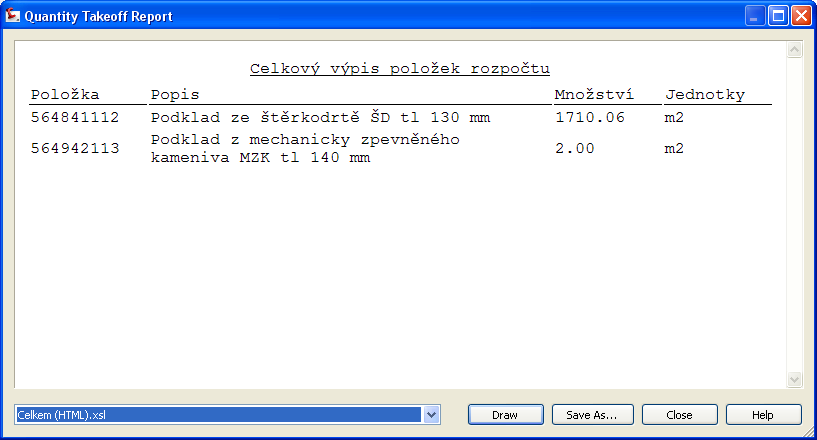 Quantity Takeoff Report
Celkový výpis položek rozpočtu
Položka Popis Množství Jednotky
564841112 Podklad ze štěrkodrtě ŠD tl 130 mm 1710.06 m2
564942113 Podklad z mechanicky zpevněného kameniva MZK tl 140 mm 2.00 m2
Celkem (HTML).xsl Draw Save As... Close Help